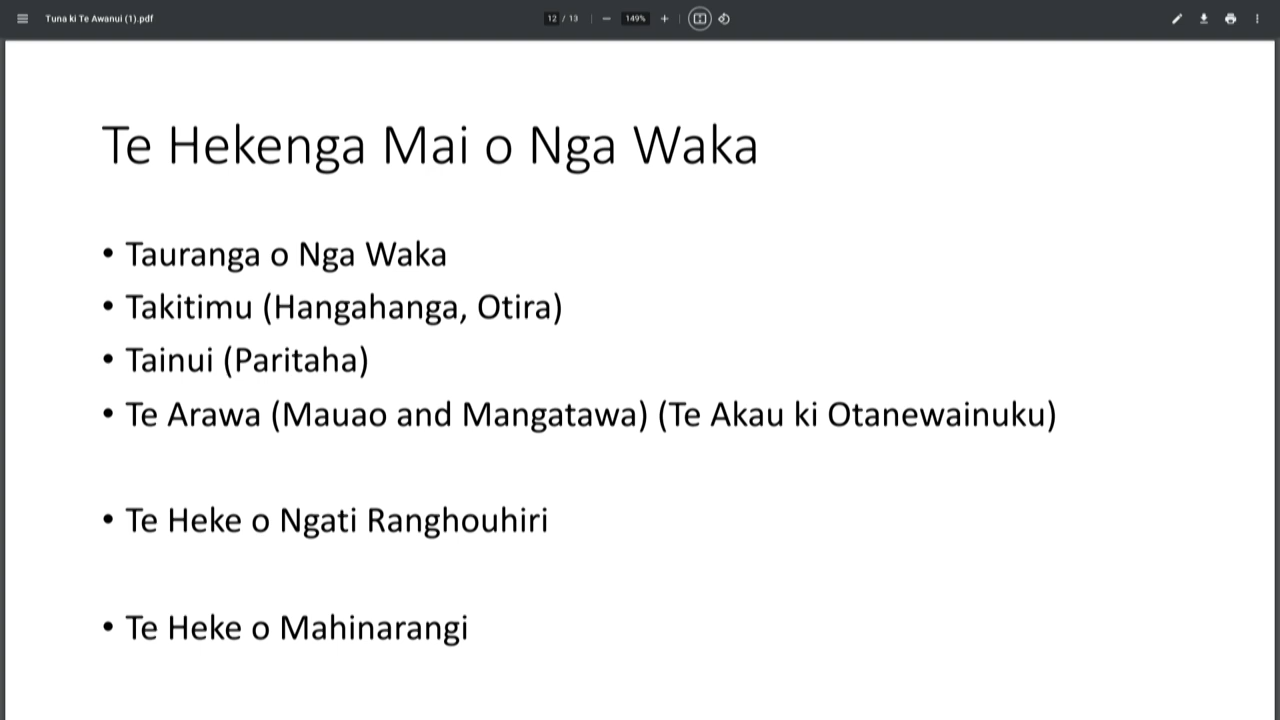 Tuna ki Te Awanui (1).pdf
12 / 13
149%
Te Hekenga Mai o Nga Waka
• Tauranga o Nga Waka
• Takitimu (Hangahanga, Otira)
• Tainui (Paritaha)
• Te Arawa (Mauao and Mangatawa) (Te Akau ki Otanewainuku)
• Te Heke o Ngati Ranghouhiri
• Te Heke o Mahinarangi